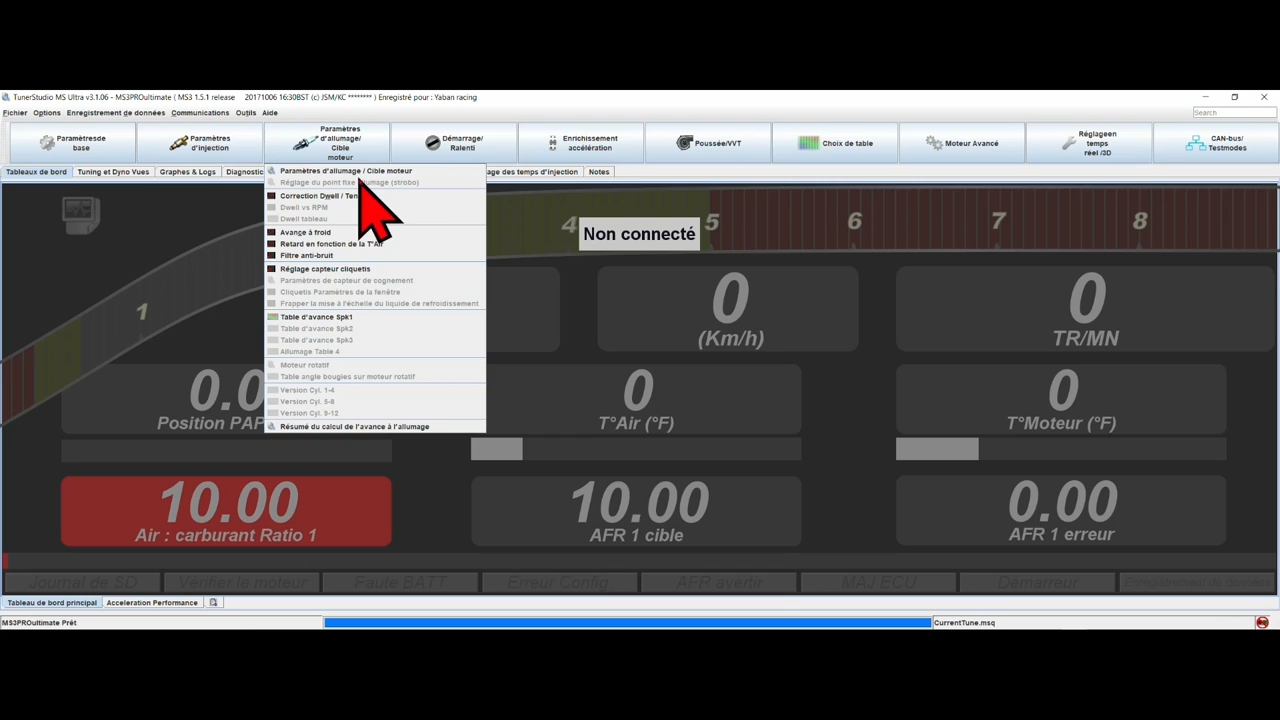 TunerStudio MS Ultra v3.1.06 - MS3PROultimate ( MS3 1.5.1 release 20171006 16:30BST (c) JSM/KC ******** ) Enregistré pour : Yaban racing
Fichier Options Enregistrement de données Communications Outils Aide
Search
Paramètresde base
Paramètres d'injection
Paramètres d'allumage/ Cible moteur
Démarrage/ Ralenti
Enrichissement accélération
Poussée/VVT
Choix de table
Moteur Avancé
Réglageen temps réel /3D
CAN-bus/ Testmodes
Tableaux de bord
Tuning et Dyno Vues
Graphes & Logs
Diagnostic
age des temps d'injection
Notes
Paramètres d'allumage / Cible moteur
Réglage du point fixe allumage (strobo)
Correction Dwell / Ten
Dwell vs RPM
Dwell tableau
Avance à froid
Retard en fonction de la T°Air
Filtre anti-bruit
Réglage capteur cliquetis
Paramètres de capteur de cognement
Cliquetis Paramètres de la fenêtre
Frapper la mise à l'échelle du liquide de refroidissement
Table d'avance Spk1
Table d'avance Spk2
Table d'avance Spk3
Allumage Table 4
Moteur rotatif
Table angle bougies sur moteur rotatif
Version Cyl. 1-4
Version Cyl. 5-8
Version Cyl. 9-12
Résumé du calcul de l'avance à l'allumage
1 4 5 6 7 8
Non connecté
0
(Km/h)
0
TR/MN
0.0
Position PAP
0
T°Air (°F)
0
T°Moteur (°F)
10.00
Air : carburant Ratio 1
10.00
AFR 1 cible
0.00
AFR 1 erreur
Journal de SD
Vérifier le moteur
Faute BATT
Erreur Config
AFR avertir
MAJ ECU
Démarreur
Enregistrement de données
Tableau de bord principal
Acceleration Performance
MS3PROultimate Prêt
CurrentTune.msq